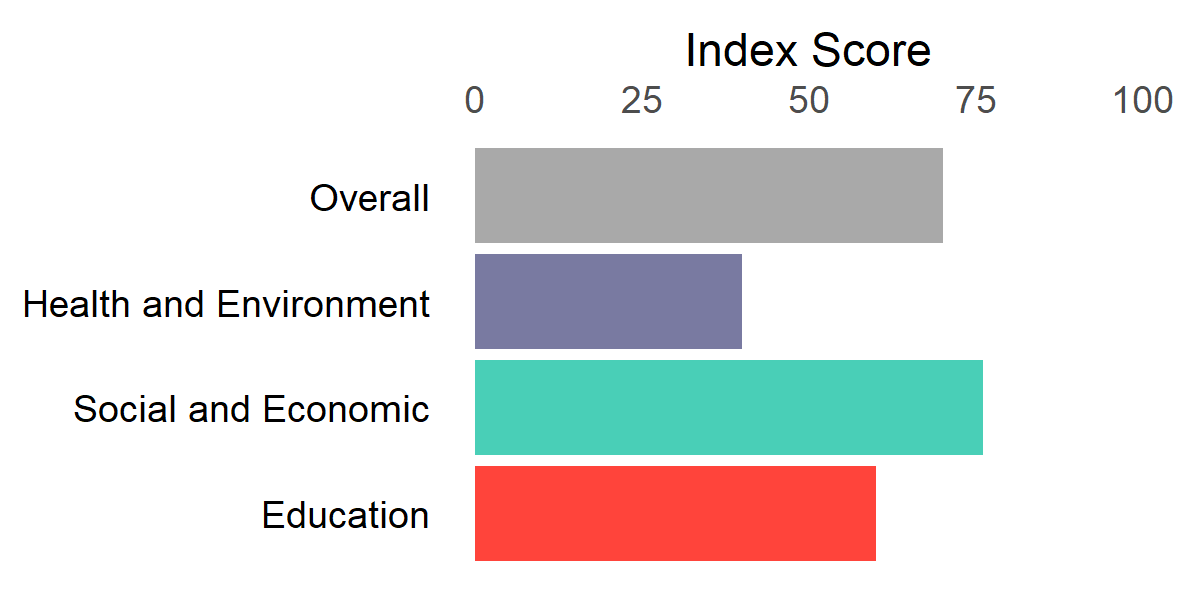 Index Score
0 25 50 75 100
Overall
Health and Environment
Social and Economic
Education